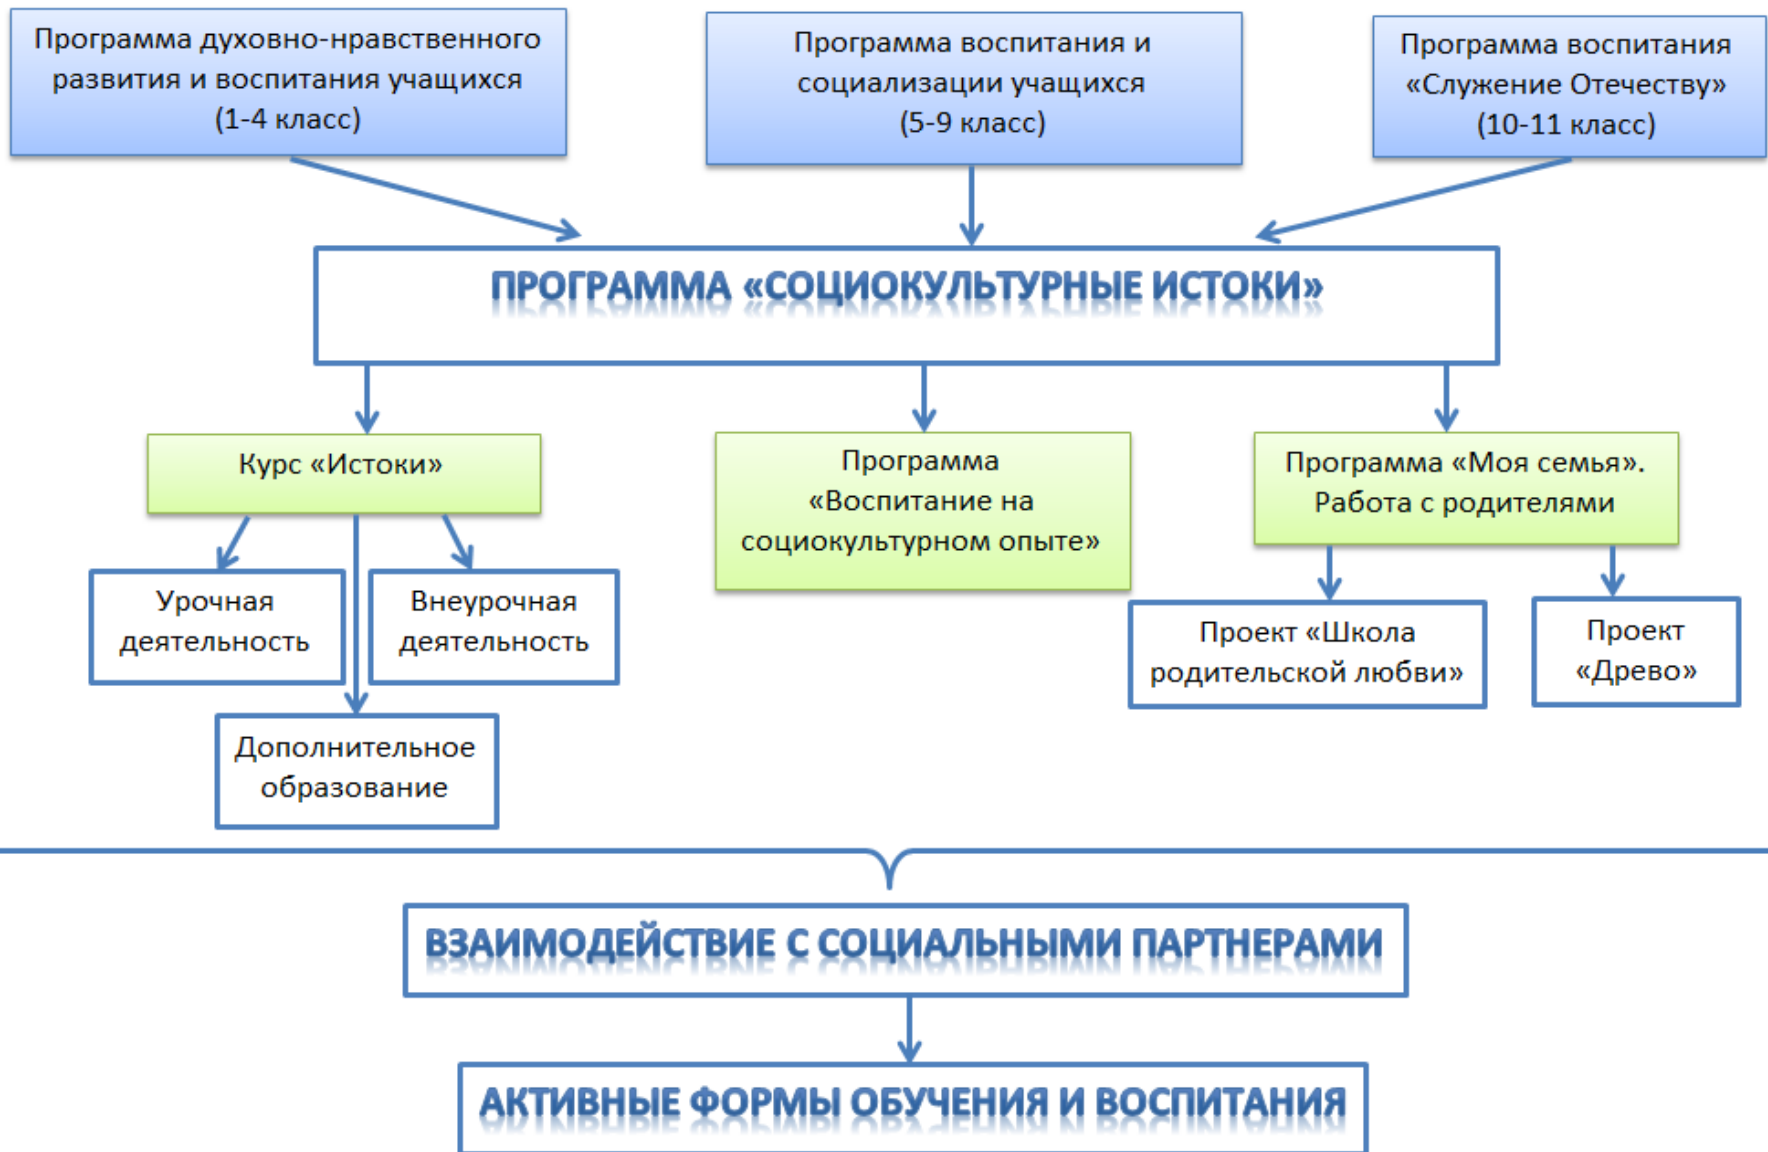 Программа духовно-нравственного
развития и воспитания учащихся
(1-4 класс)
Программа воспитания и
социализации учащихся
(5-9 класс)
Программа воспитания
«Служение Отечеству»
(10-11 класс)
ПРОГРАММА «СОЦИОКУЛЬТУРНЫЕ ИСТОКИ»
Курс «Истоки»
Программа
«Воспитание на
социокультурном опыте»
Программа «Моя семья».
Работа с родителями
Урочная
деятельность
Внеурочная
деятельность
Дополнительное
образование
Проект «Школа
родительской любви»
Проект
«Древо»
ВЗАИМОДЕЙСТВИЕ С СОЦИАЛЬНЫМИ ПАРТНЕРАМИ
АКТИВНЫЕ ФОРМЫ ОБУЧЕНИЯ И ВОСПИТАНИЯ